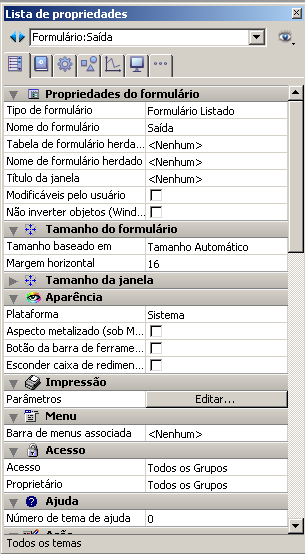 Lista de propriedades
Formulário:Saída
Propriedades do formulário
Tipo de formulário Formulário Listado
Nome do formulário Saída
Tabela de formulário herda... <Nenhum>
Nome de formulário herdado <Nenhum>
Título da janela <Nenhum>
Modificáveis pelo usuário
Não inverter objetos (Wind...
Tamanho do formulário
Tamanho baseado em Tamanho Automático
Margem horizontal 16
Tamanho da janela
Aparência
Plataforma Sistema
Aspecto metalizado (sob M...
Botão da barra de ferrame...
Esconder caixa de redimen...
Impressão
Parâmetros Editar...
Menu
Barra de menus associada <Nenhum>
Acesso
Acesso Todos os Grupos
Proprietário Todos os Grupos
Ajuda
Número de tema de ajuda 0
Ação
Todos os temas